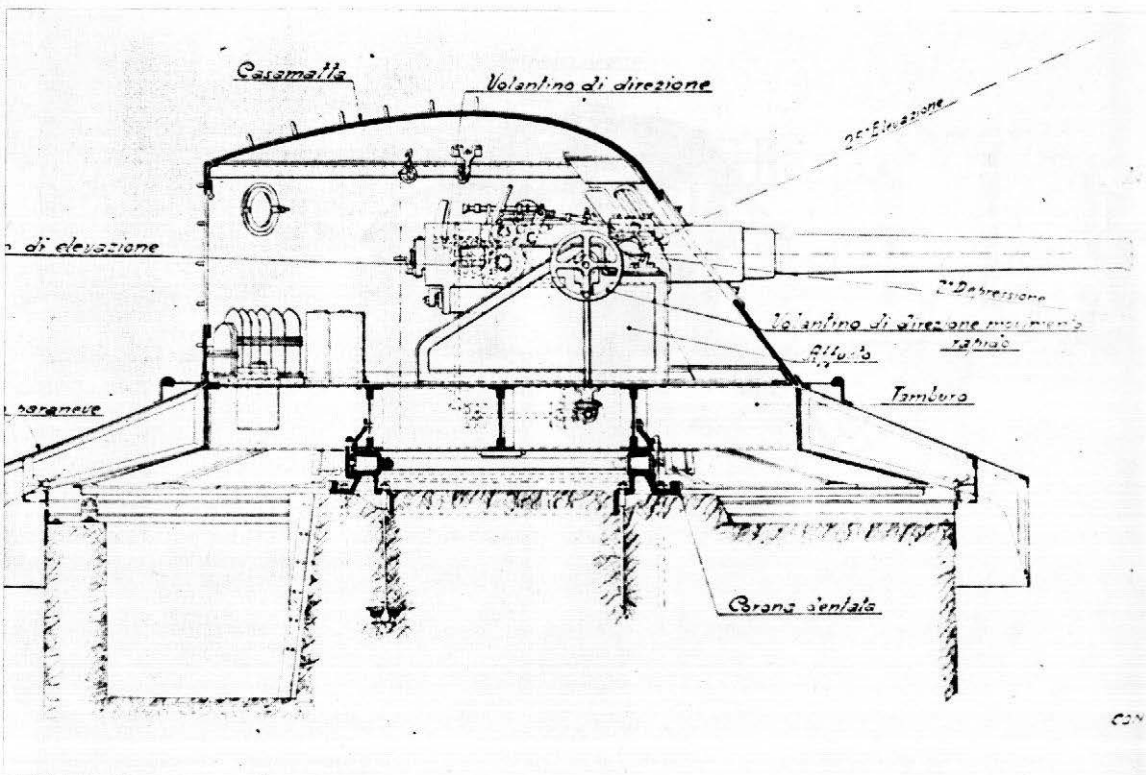 Casamatta
Volantino di direzione
25° Elevazione
di elevazione
2° Depressione
Volantino di direzione movimento
rapido
Affusto
paraneve
Tamburo
Corona dentata
CON